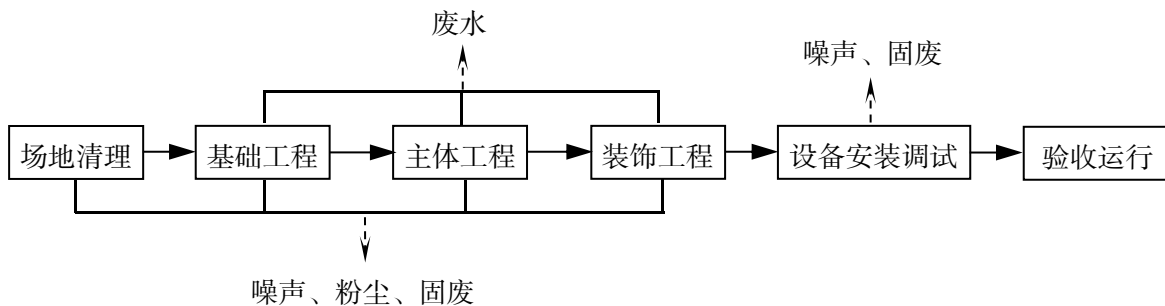 废水
噪声、固废
场地清理
基础工程
主体工程
装饰工程
设备安装调试
验收运行
噪声、粉尘、固废